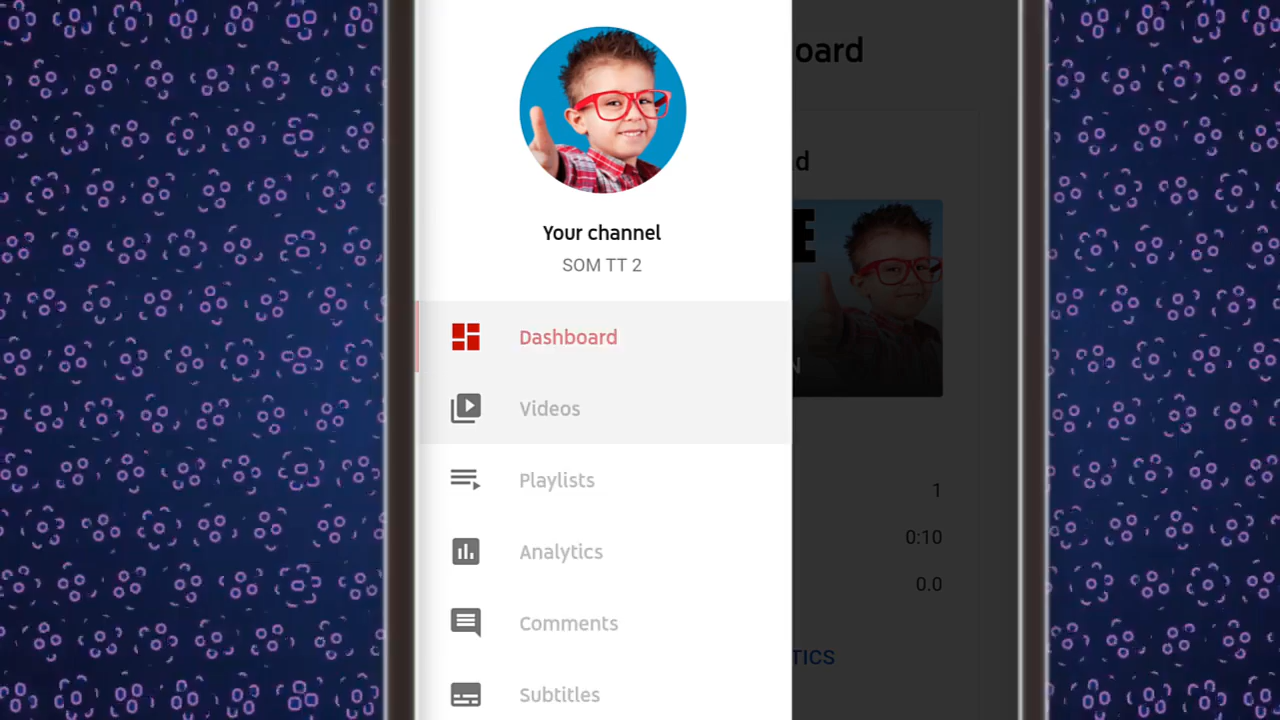 oard
d
E
N
Your channel
SOM TT 2
Dashboard
Videos
Playlists
Analytics
Comments
Subtitles
1
0:10
0.0
TICS